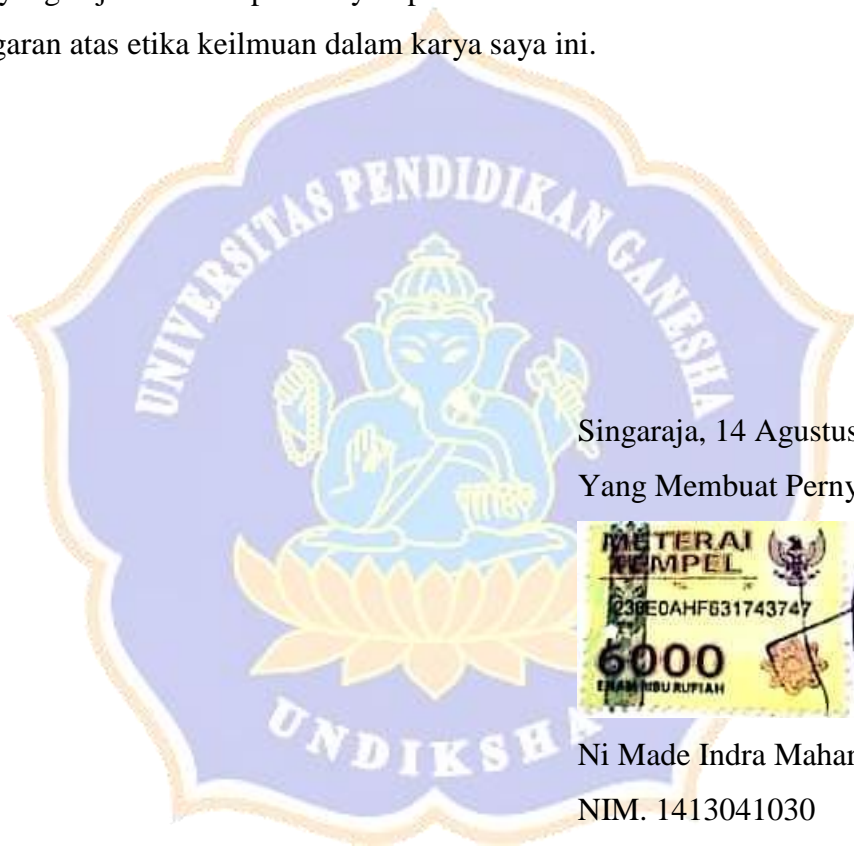 garan atas etika keilmuan dalam karya saya ini.
UNIVERSITAS PENDIDIKAN GANESHA
UNDIKSHA
Singaraja, 14 Agustus
Yang Membuat Perny
METERAI
TEMPEL
6000
ENAM RIBU RUPIAH
Ni Made Indra Mahar
NIM. 1413041030